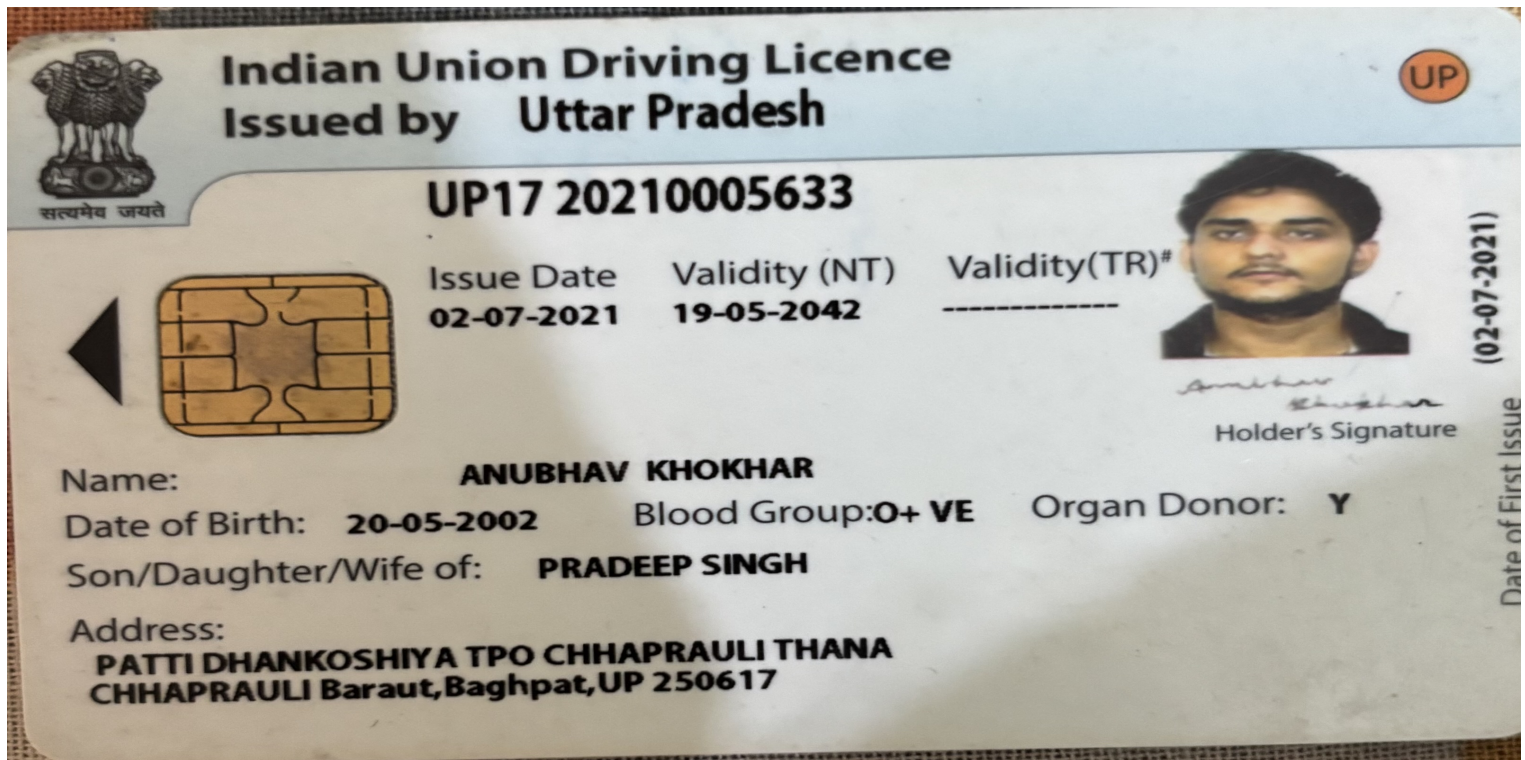 Indian Union Driving Licence
Issued by Uttar Pradesh
UP
सत्यमेव जयते
UP17 20210005633
Issue Date Validity (NT) Validity(TR)#
02-07-2021 19-05-2042 -------------
(02-07-2021)
Date of First Issue
Anubhav
Khokhar
Holder's Signature
Name: ANUBHAV KHOKHAR
Date of Birth: 20-05-2002 Blood Group:O+ VE Organ Donor: Y
Son/Daughter/Wife of: PRADEEP SINGH
Address:
PATTI DHANKOSHIYA TPO CHHAPRAULI THANA
CHHAPRAULI Baraut,Baghpat,UP 250617